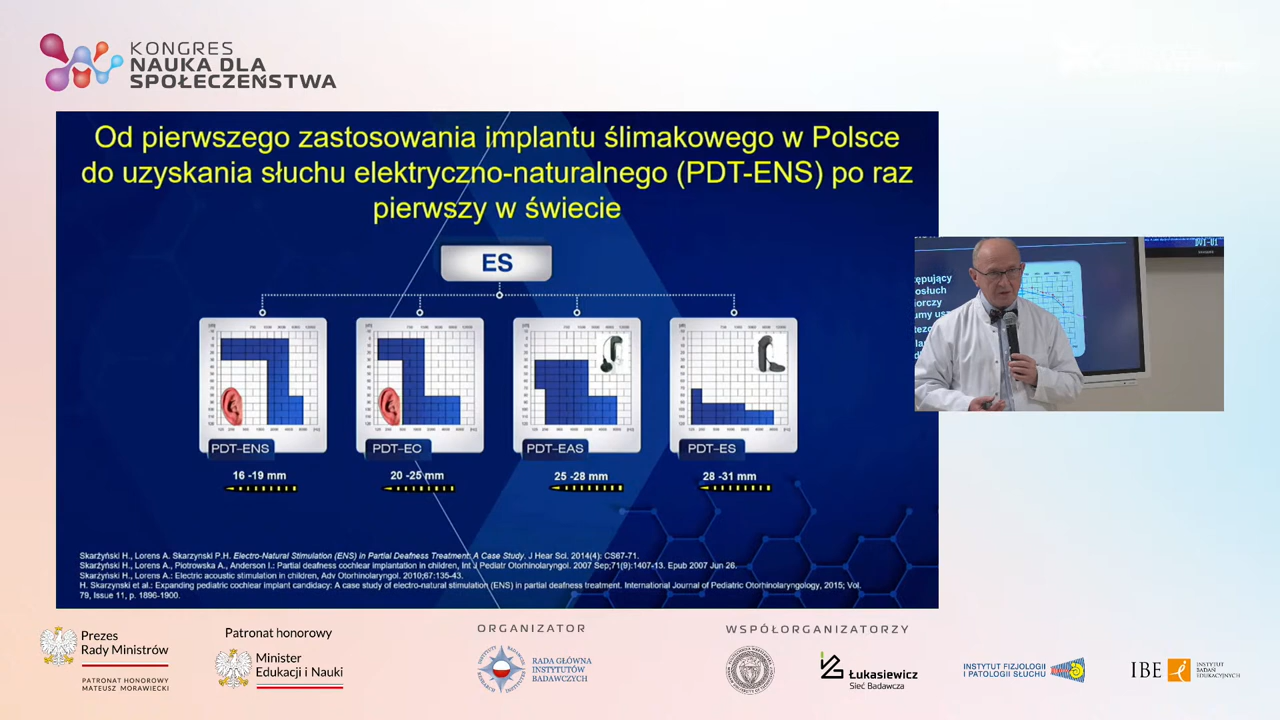 KONGRES
NAUKA DLA
SPOŁECZEŃSTWA
Od pierwszego zastosowania implantu ślimakowego w Polsce
do uzyskania słuchu elektryczno-naturalnego (PDT-ENS) po raz
pierwszy w świecie
ES
PDT–ENS
PDT–EC
PDT–EAS
PDT–ES
16 -19 mm
20 -25 mm
25 -28 mm
28 -31 mm
Skarżyński H., Lorens A. Skarzynski P.H. Electro-Natural Stimulation (ENS) in Partial Deafness Treatment: A Case Study. J Hear Sci. 2014(4): CS67-71.
Skarżyński H., Lorens A., Piotrowska A., Anderson I.: Partial deafness cochlear implantation in children, Int J Pediatr Otorhinolaryngol. 2007 Sep;71(9):1407-13. Epub 2007 Jun 26.
Skarżyński H., Lorens A.: Electric acoustic stimulation in children, Adv Otorhinolaryngol. 2010;67:135-43.
H. Skarzynski et al.: Expanding pediatric cochlear implant candidacy: A case study of electro-natural stimulation (ENS) in partial deafness treatment. International Journal of Pediatric Otorhinolaryngology, 2015; Vol.
79, Issue 11, p. 1896-1900.
Prezes
Rady Ministrów
PATRONAT HONOROWY
MATEUSZ MORAWIECKI
Patronat honorowy
Minister
Edukacji i Nauki
ORGANIZATOR
RADA GŁÓWNA
INSTYTUTÓW
BADAWCZYCH
WSPÓŁORGANIZATORZY
Łukasiewicz
Sieć Badawcza
INSTYTUT FIZJOLOGII
I PATOLOGII SŁUCHU
IBE
INSTYTUT
BADAŃ
EDUKACYJNYCH